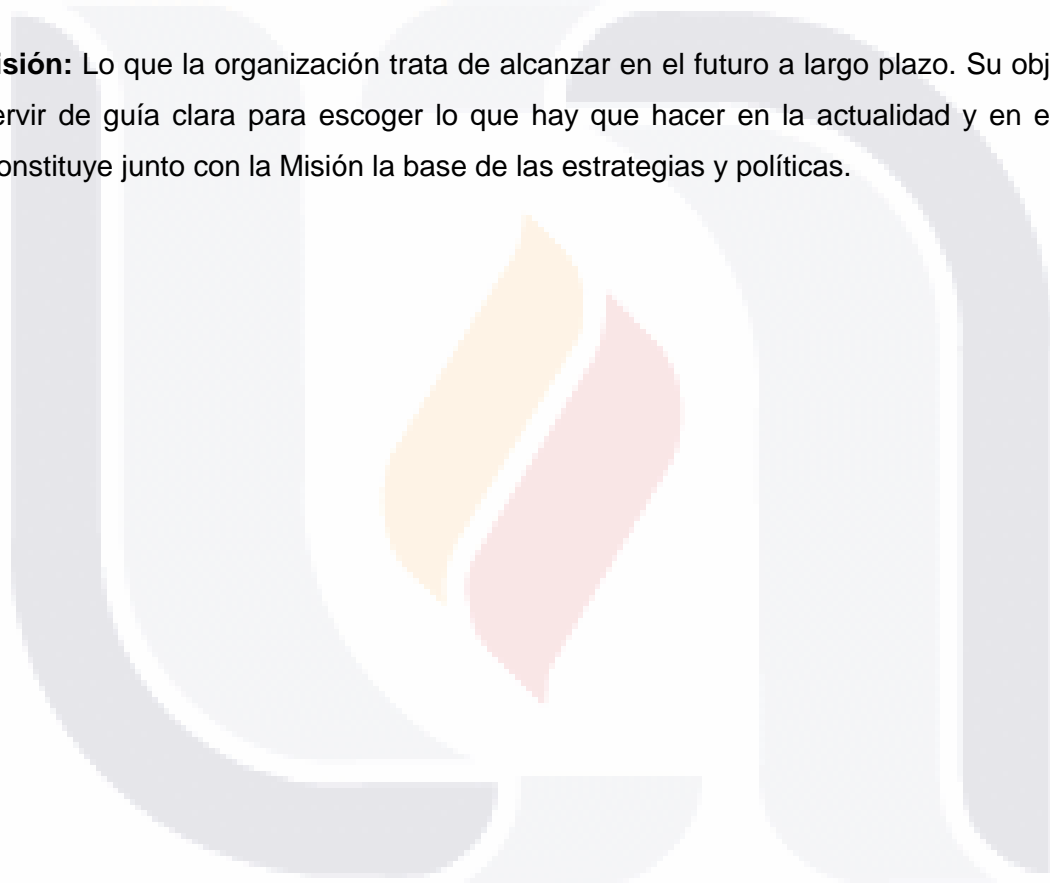 isión: Lo que la organización trata de alcanzar en el futuro a largo plazo. Su obj
ervir de guía clara para escoger lo que hay que hacer en la actualidad y en e
onstituye junto con la Misión la base de las estrategias y políticas.